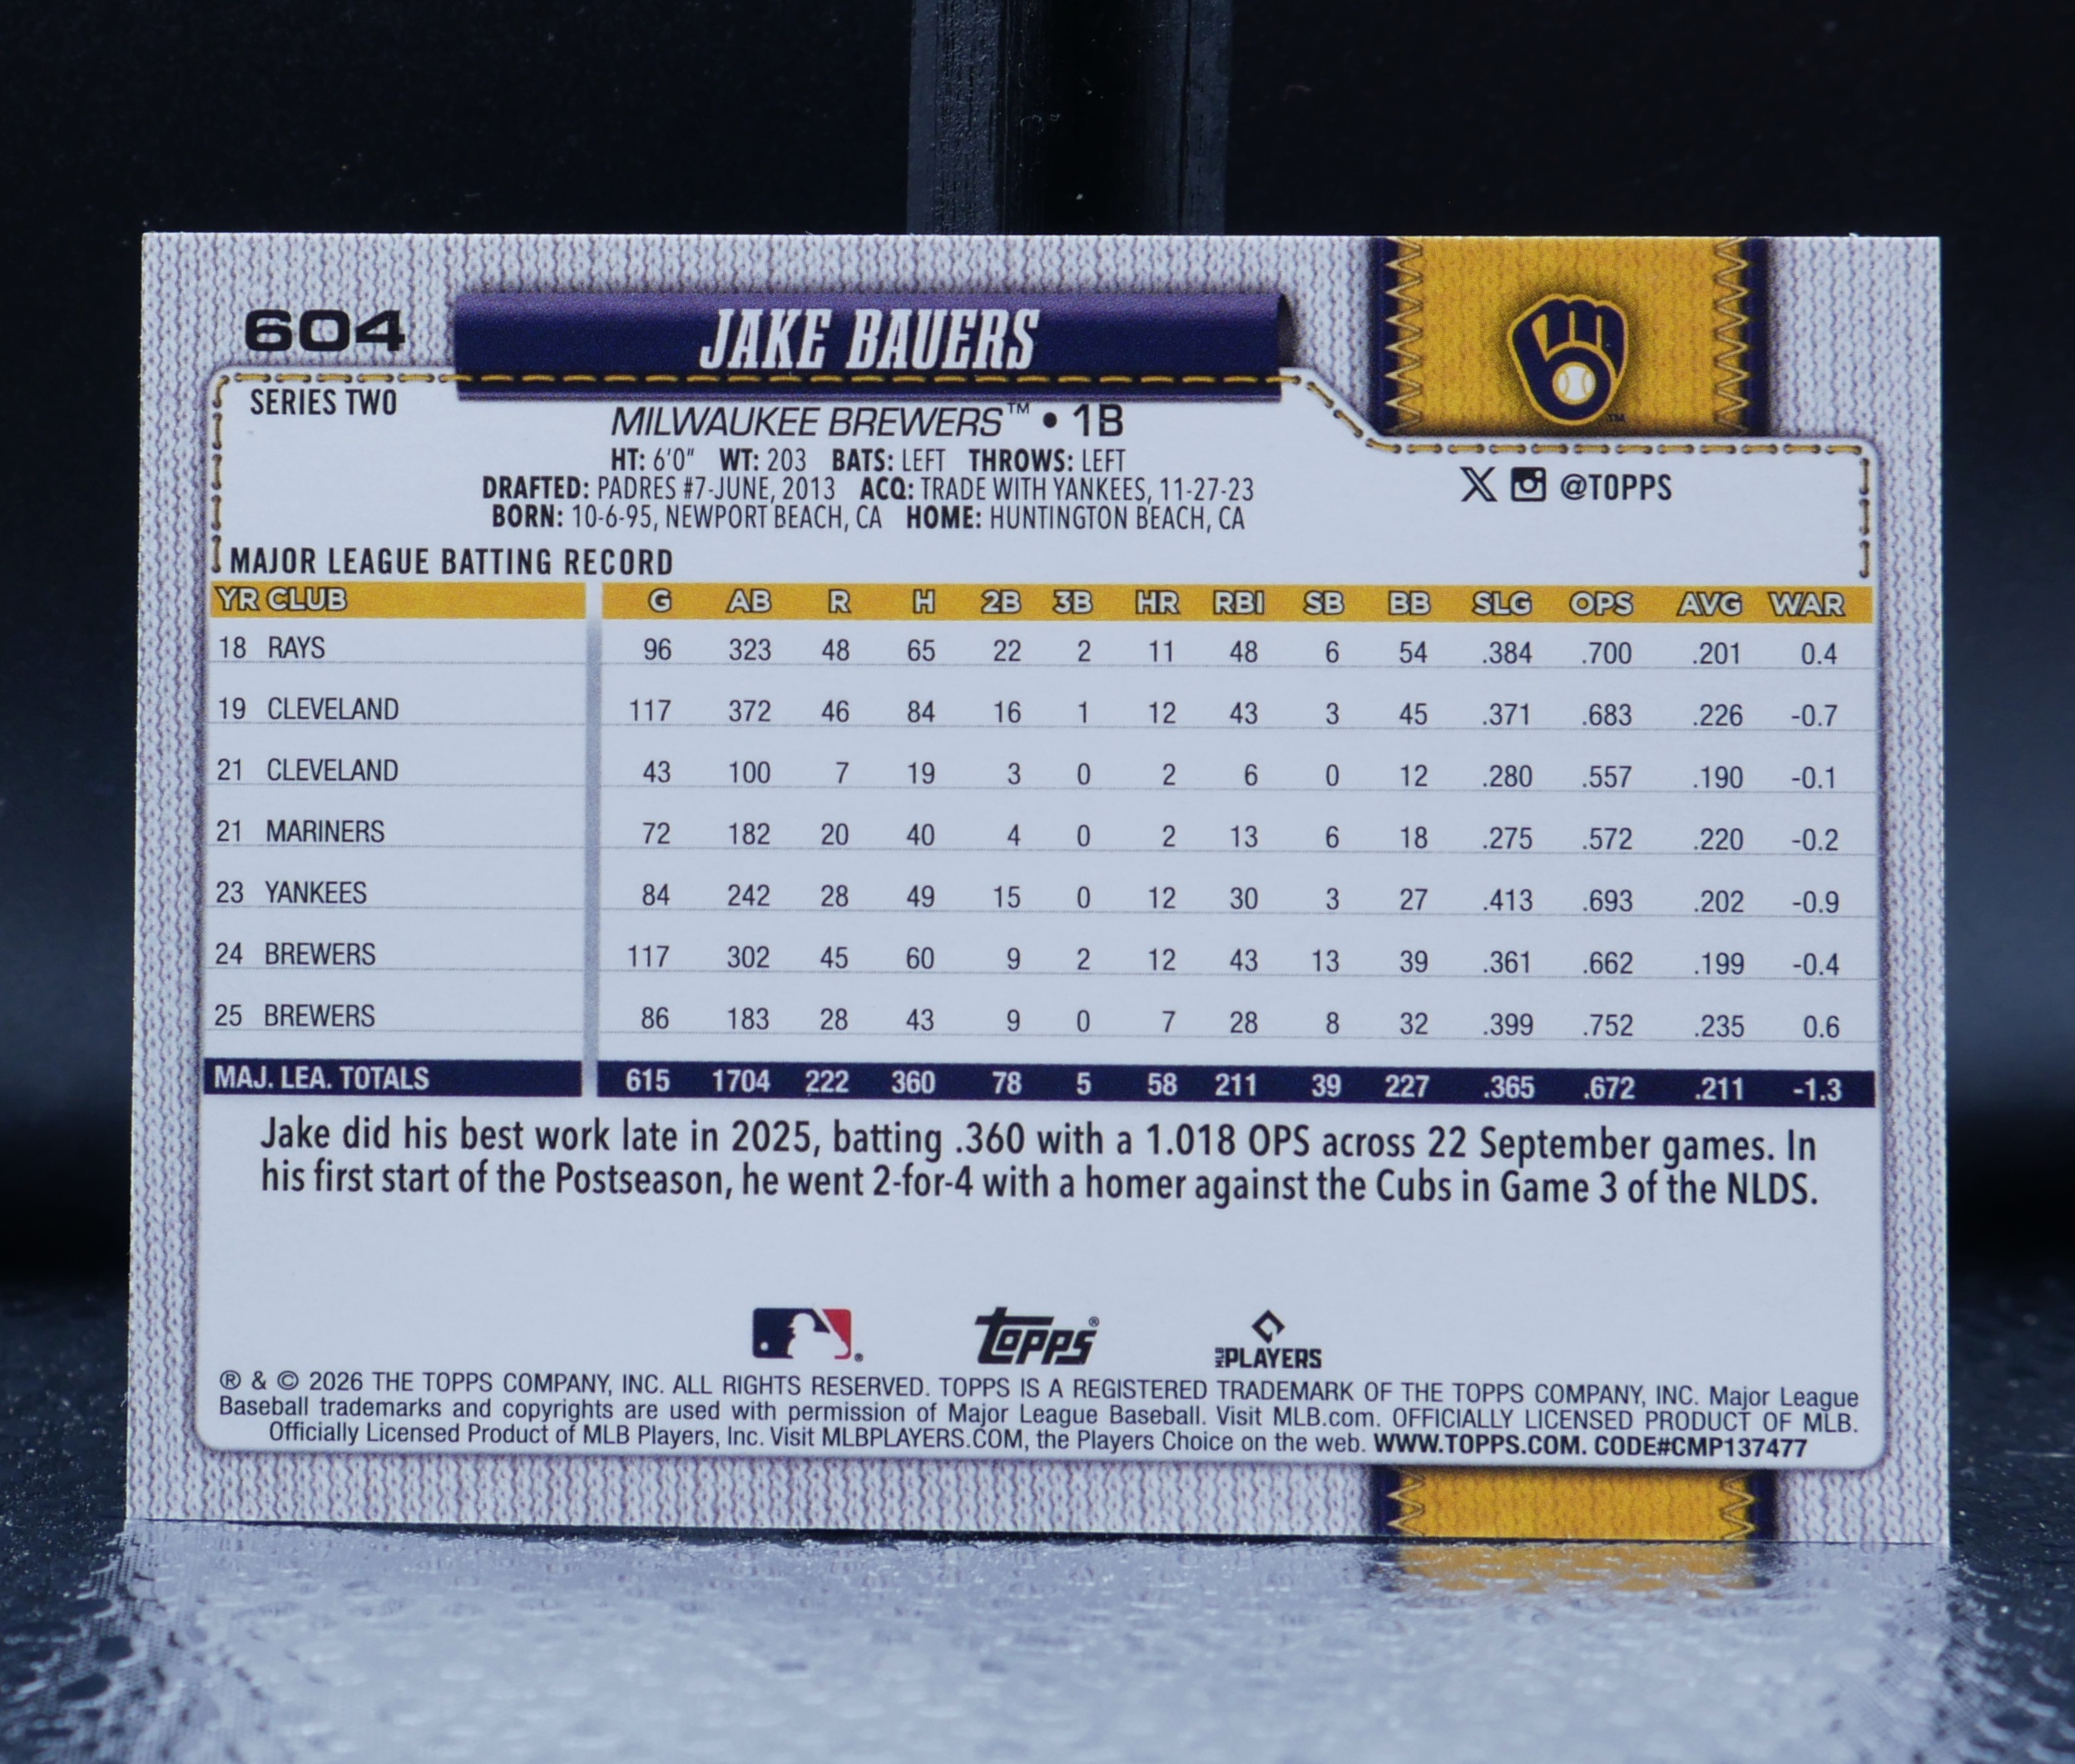 604
JAKE BAUERS
SERIES TWO
MILWAUKEE BREWERS™ • 1B
HT: 6'0" WT: 203 BATS: LEFT THROWS: LEFT
DRAFTED: PADRES #7-JUNE, 2013 ACQ: TRADE WITH YANKEES, 11-27-23
BORN: 10-6-95, NEWPORT BEACH, CA HOME: HUNTINGTON BEACH, CA
@TOPPS
MAJOR LEAGUE BATTING RECORD
YR CLUB G AB R H 2B 3B HR RBI SB BB SLG OPS AVG WAR
18 RAYS 96 323 48 65 22 2 11 48 6 54 .384 .700 .201 0.4
19 CLEVELAND 117 372 46 84 16 1 12 43 3 45 .371 .683 .226 -0.7
21 CLEVELAND 43 100 7 19 3 0 2 6 0 12 .280 .557 .190 -0.1
21 MARINERS 72 182 20 40 4 0 2 13 6 18 .275 .572 .220 -0.2
23 YANKEES 84 242 28 49 15 0 12 30 3 27 .413 .693 .202 -0.9
24 BREWERS 117 302 45 60 9 2 12 43 13 39 .361 .662 .199 -0.4
25 BREWERS 86 183 28 43 9 0 7 28 8 32 .399 .752 .235 0.6
MAJ. LEA. TOTALS 615 1704 222 360 78 5 58 211 39 227 .365 .672 .211 -1.3
Jake did his best work late in 2025, batting .360 with a 1.018 OPS across 22 September games. In
his first start of the Postseason, he went 2-for-4 with a homer against the Cubs in Game 3 of the NLDS.
topps®
MLB PLAYERS
® & © 2026 THE TOPPS COMPANY, INC. ALL RIGHTS RESERVED. TOPPS IS A REGISTERED TRADEMARK OF THE TOPPS COMPANY, INC. Major League
Baseball trademarks and copyrights are used with permission of Major League Baseball. Visit MLB.com. OFFICIALLY LICENSED PRODUCT OF MLB.
Officially Licensed Product of MLB Players, Inc. Visit MLBPLAYERS.COM, the Players Choice on the web. WWW.TOPPS.COM. CODE#CMP137477